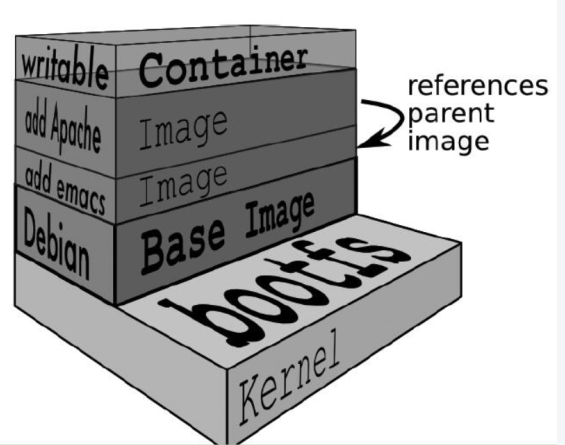 writable Container
add Apache Image
add emacs Image
Debian Base Image
references
parent
image
bootfs
Kernel